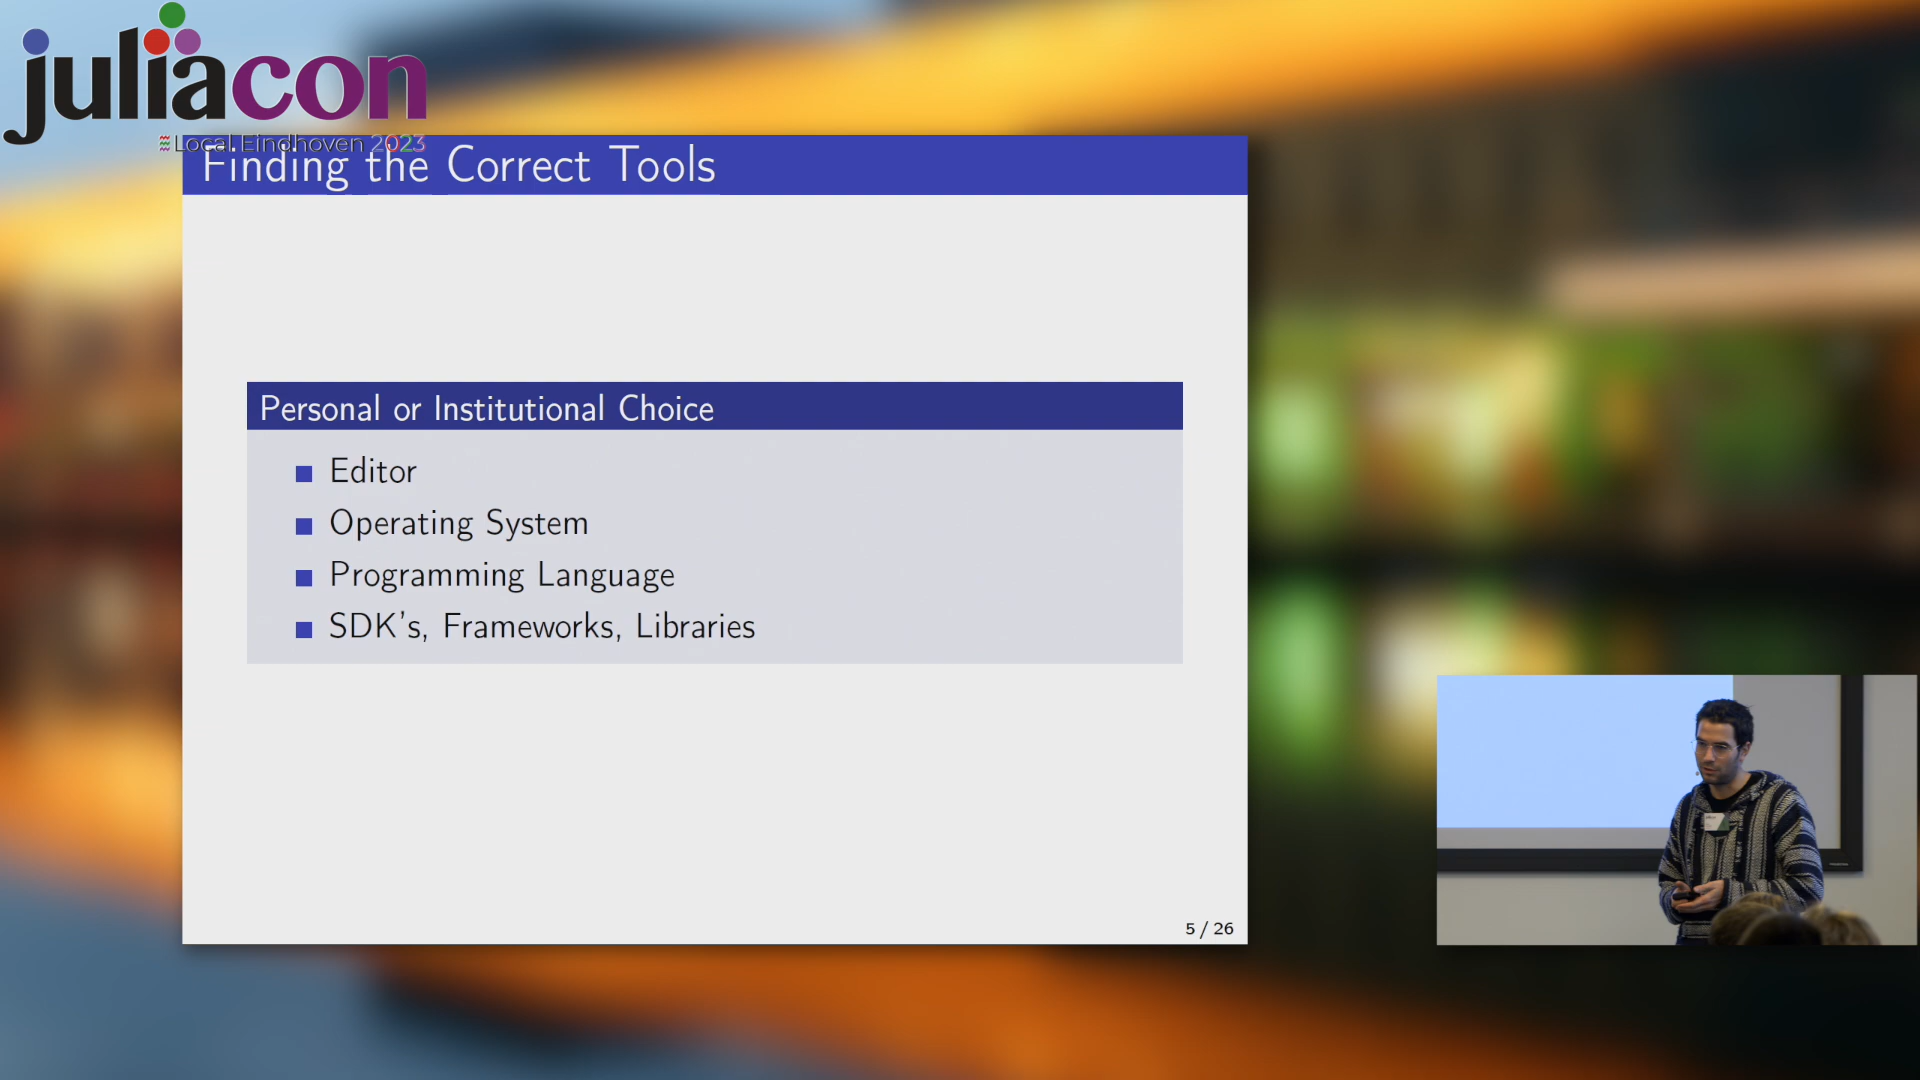 juliacon
Local Eindhoven 2023
Finding the Correct Tools
Personal or Institutional Choice
Editor
Operating System
Programming Language
SDK's, Frameworks, Libraries
5 / 26